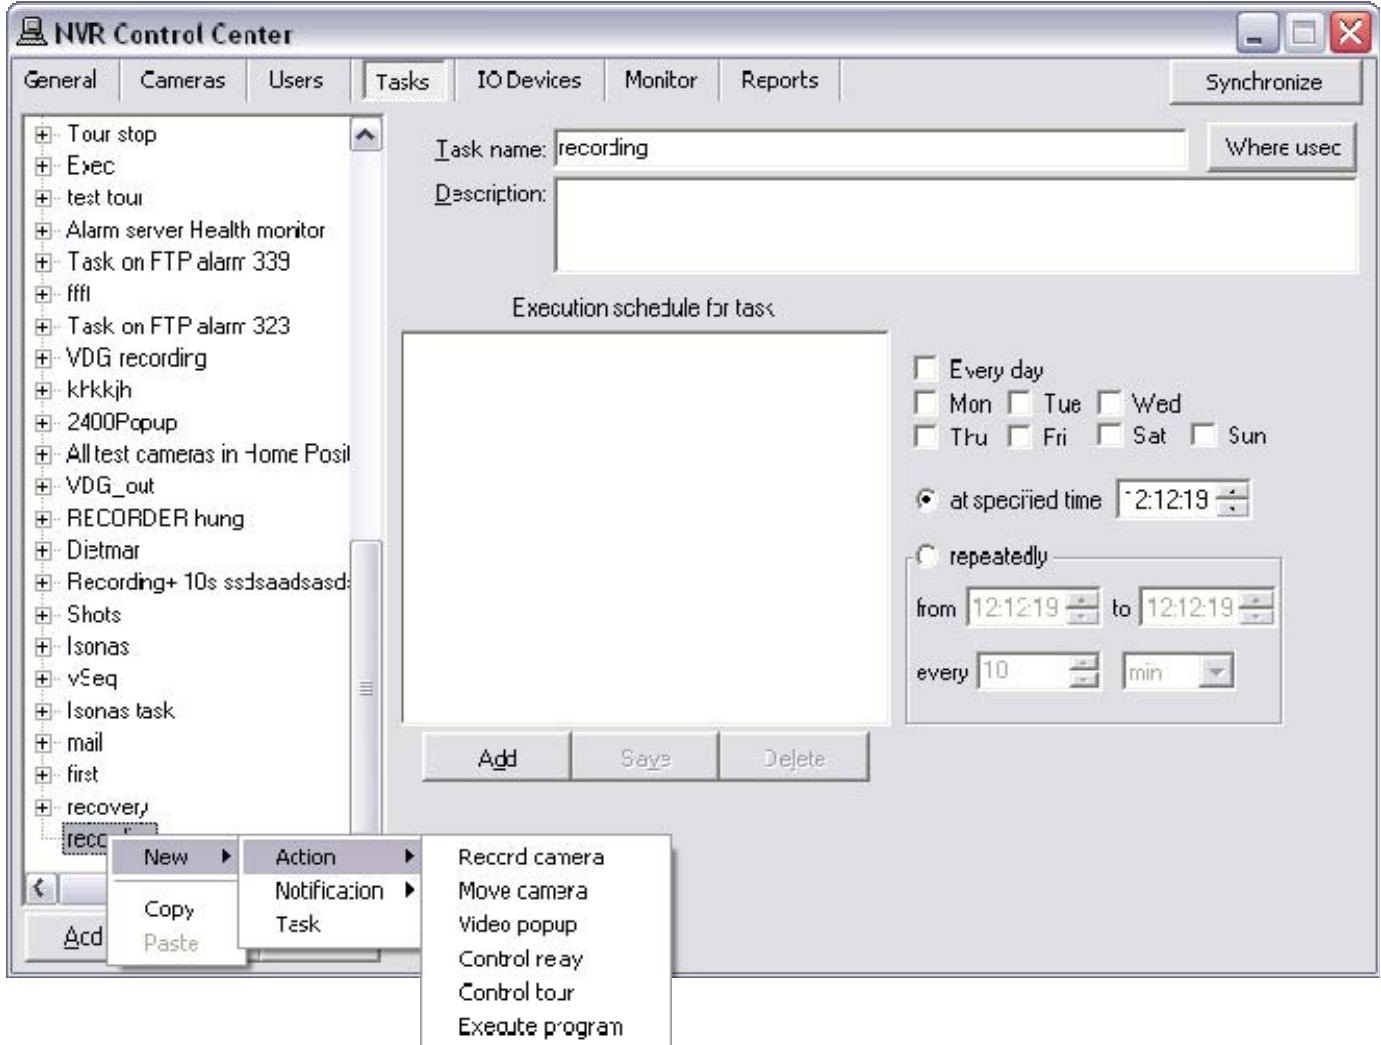 NVR Control Center
General Cameras Users Tasks IO Devices Monitor Reports Synchronize
Tour stop
Exec
test tour
Alarm server Health monitor
Task on FTP alarm 339
Task on FTP alarm 323
VDG recording
khkkjh
2400Popup
All test cameras in Home Posit
VDG_out
RECORDER hung
Dietmar
Recording+ 10s ssdsaadsasds
Shots
Isonas
vSeq
Isonas task
mail
first
recovery
Task name: recording Where used
Description:
Execution schedule for task
Every day
Mon Tue Wed
Thu Fri Sat Sun
at specified time 12:12:19
repeatedly
from 12:12:19 to 12:12:19
every 10 min
Add Save Delete
New
Copy
Paste
Action
Notification
Task
Record camera
Move camera
Video popup
Control relay
Control tour
Execute program
Add